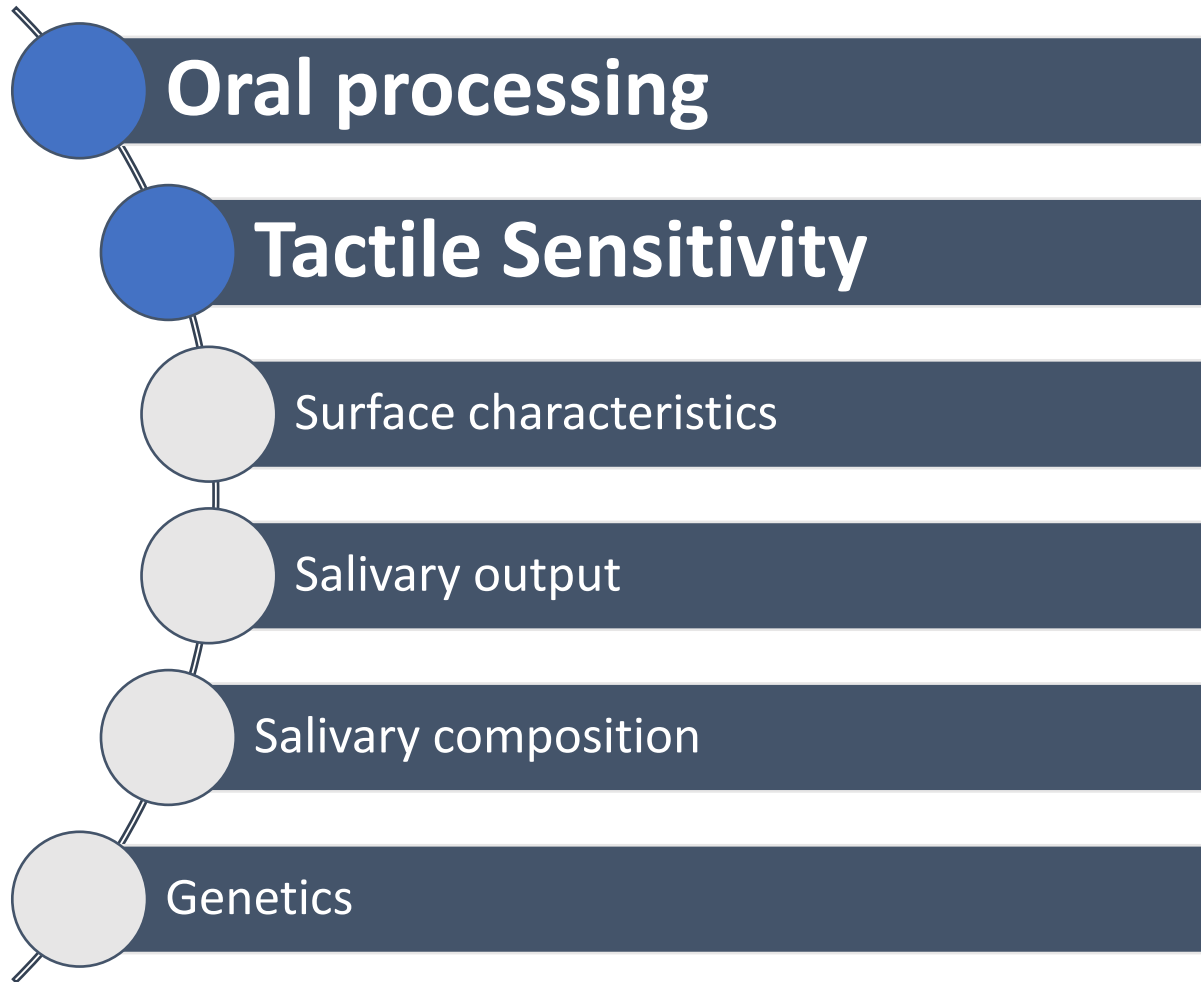 Oral processing
Tactile Sensitivity
Surface characteristics
Salivary output
Salivary composition
Genetics